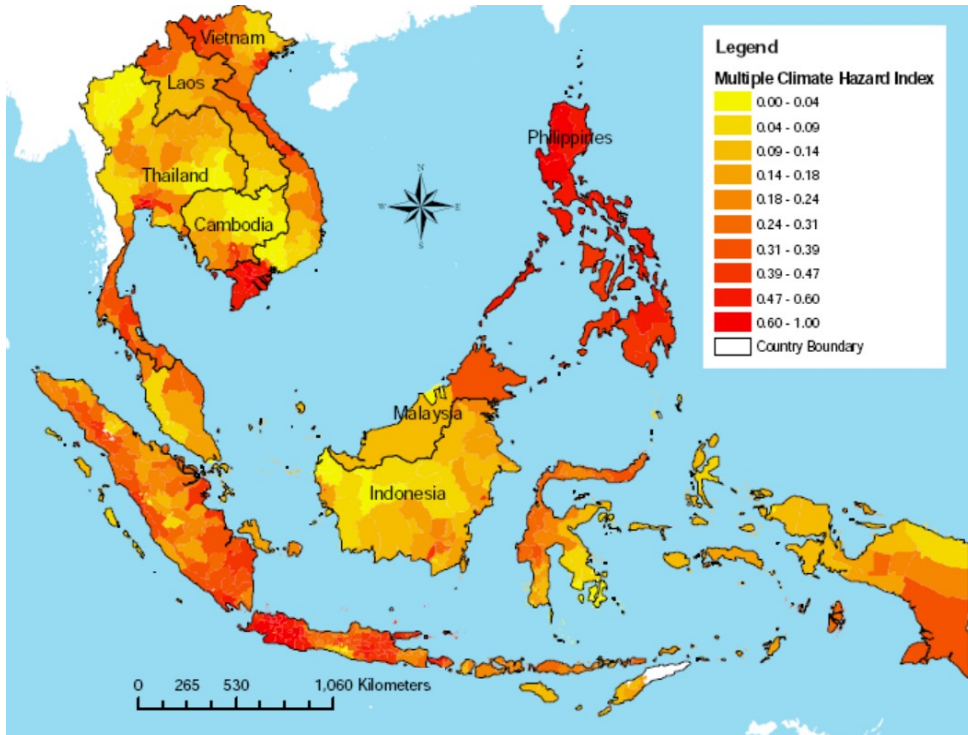 Vietnam
Laos
Thailand
Cambodia
Philippines
Malaysia
Indonesia
N
W
E
S
Legend
Multiple Climate Hazard Index
0.00 - 0.04
0.04 - 0.09
0.09 - 0.14
0.14 - 0.18
0.18 - 0.24
0.24 - 0.31
0.31 - 0.39
0.39 - 0.47
0.47 - 0.60
0.60 - 1.00
Country Boundary
0 265 530 1,060 Kilometers